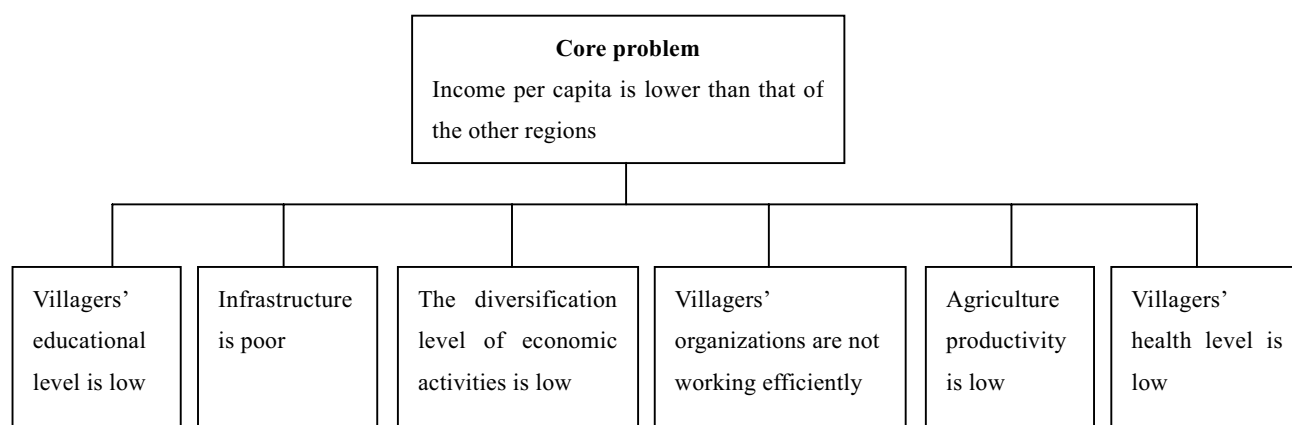 Core problem
Income per capita is lower than that of
the other regions
Villagers’
educational
level is low
Infrastructure
is poor
The diversification
level of economic
activities is low
Villagers’
organizations are not
working efficiently
Agriculture
productivity
is low
Villagers’
health level is
low